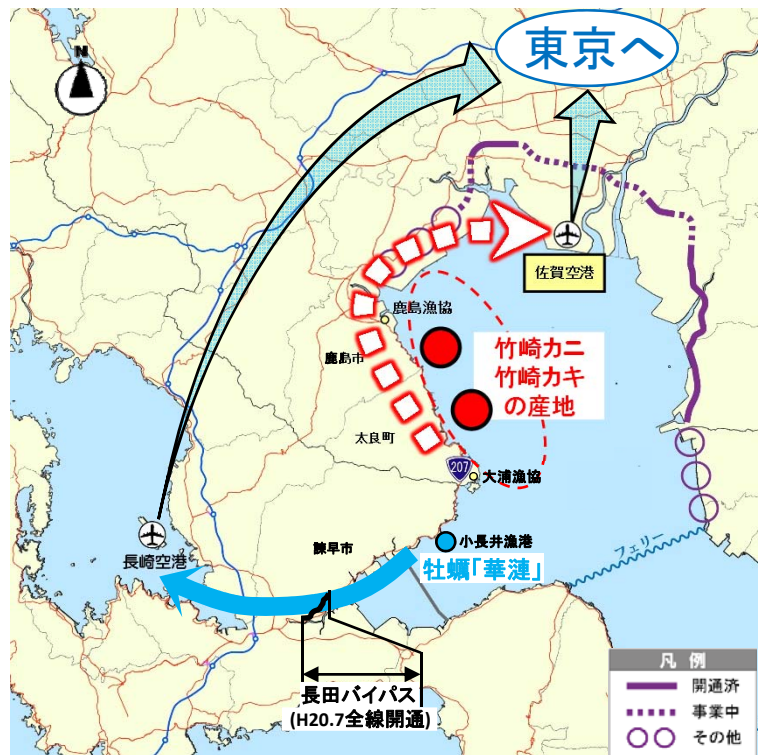 N
東京へ
佐賀空港
鹿島漁協
鹿島市
竹崎カニ
竹崎カキ
の産地
太良町
207
大浦漁協
長崎空港
諫早市
小長井漁港
牡蠣「華漣」
フェリー
長田バイパス
(H20.7全線開通)
凡 例
開通済
事業中
その他